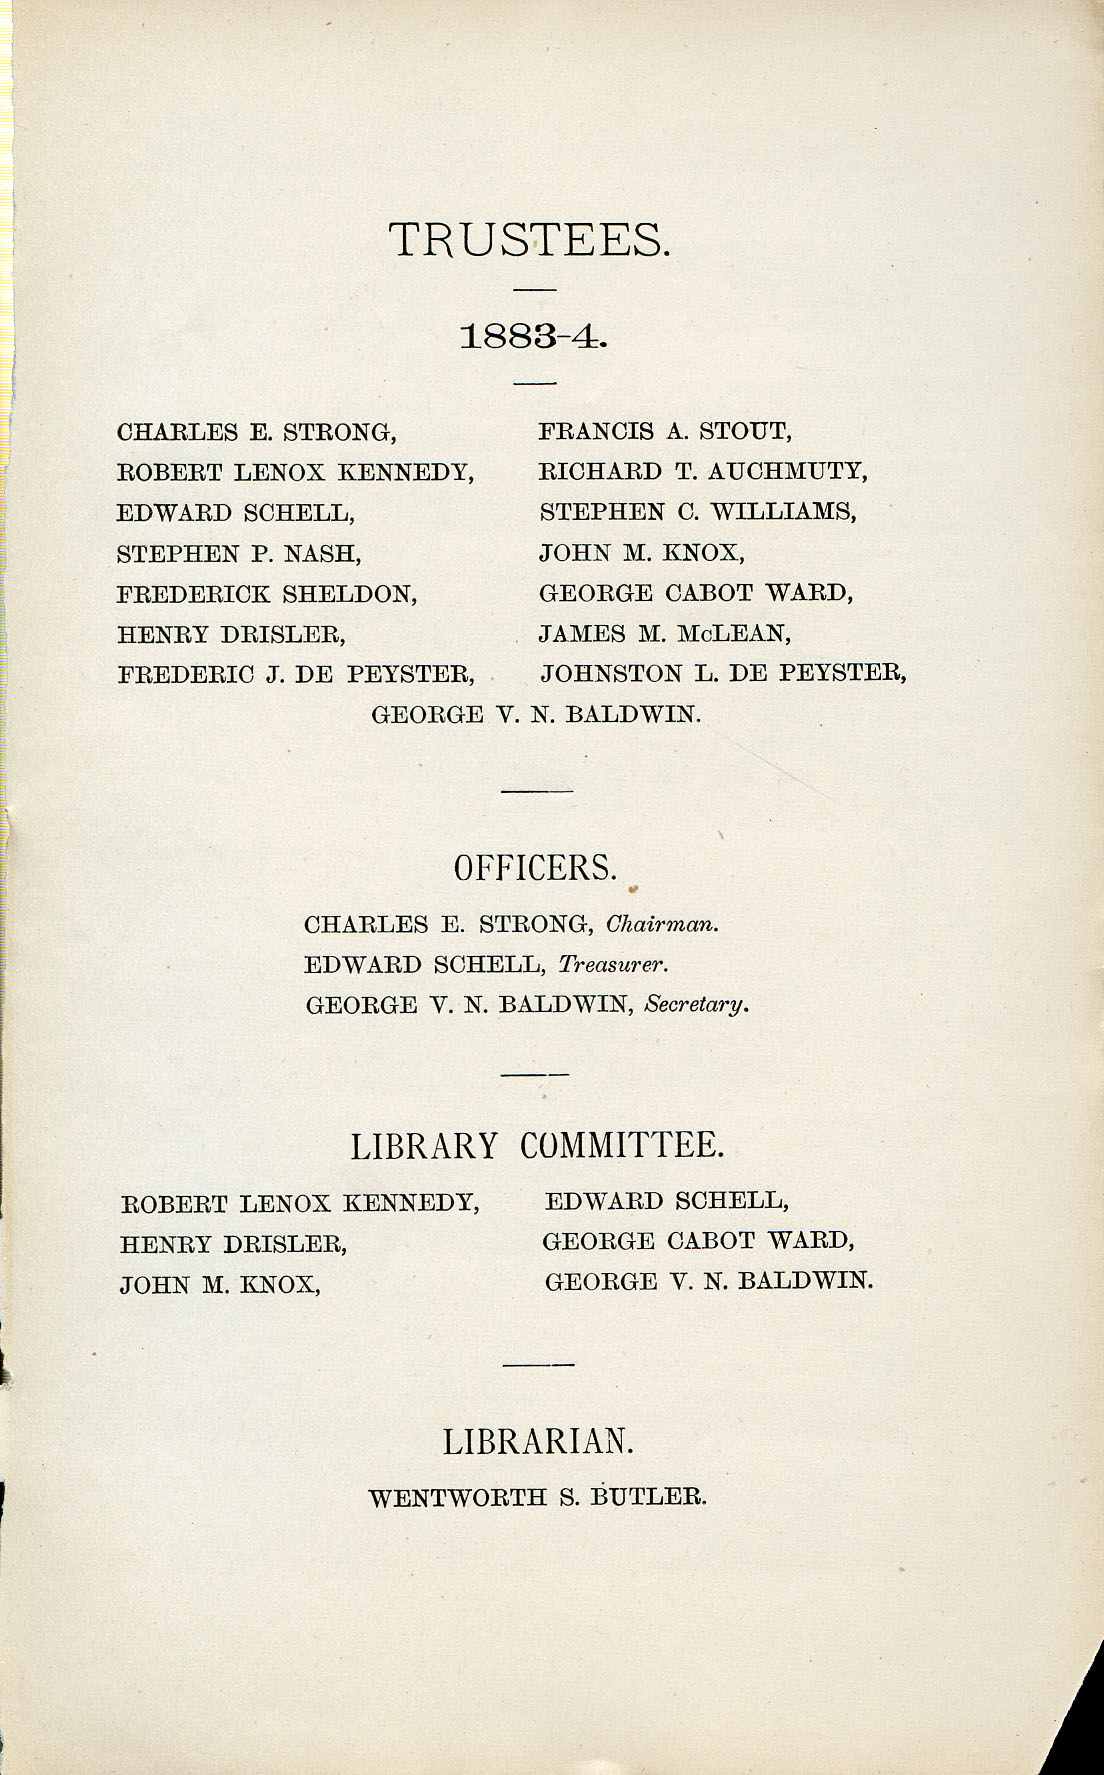 TRUSTEES.
1883-4.
CHARLES E. STRONG,
ROBERT LENOX KENNEDY,
EDWARD SCHELL,
STEPHEN P. NASH,
FREDERICK SHELDON,
HENRY DRISLER,
FREDERIC J. DE PEYSTER,
FRANCIS A. STOUT,
RICHARD T. AUCHMUTY,
STEPHEN C. WILLIAMS,
JOHN M. KNOX,
GEORGE CABOT WARD,
JAMES M. McLEAN,
JOHNSTON L. DE PEYSTER,
GEORGE V. N. BALDWIN.
OFFICERS.
CHARLES E. STRONG, Chairman.
EDWARD SCHELL, Treasurer.
GEORGE V. N. BALDWIN, Secretary.
LIBRARY COMMITTEE.
ROBERT LENOX KENNEDY,
HENRY DRISLER,
JOHN M. KNOX,
EDWARD SCHELL,
GEORGE CABOT WARD,
GEORGE V. N. BALDWIN.
LIBRARIAN.
WENTWORTH S. BUTLER.